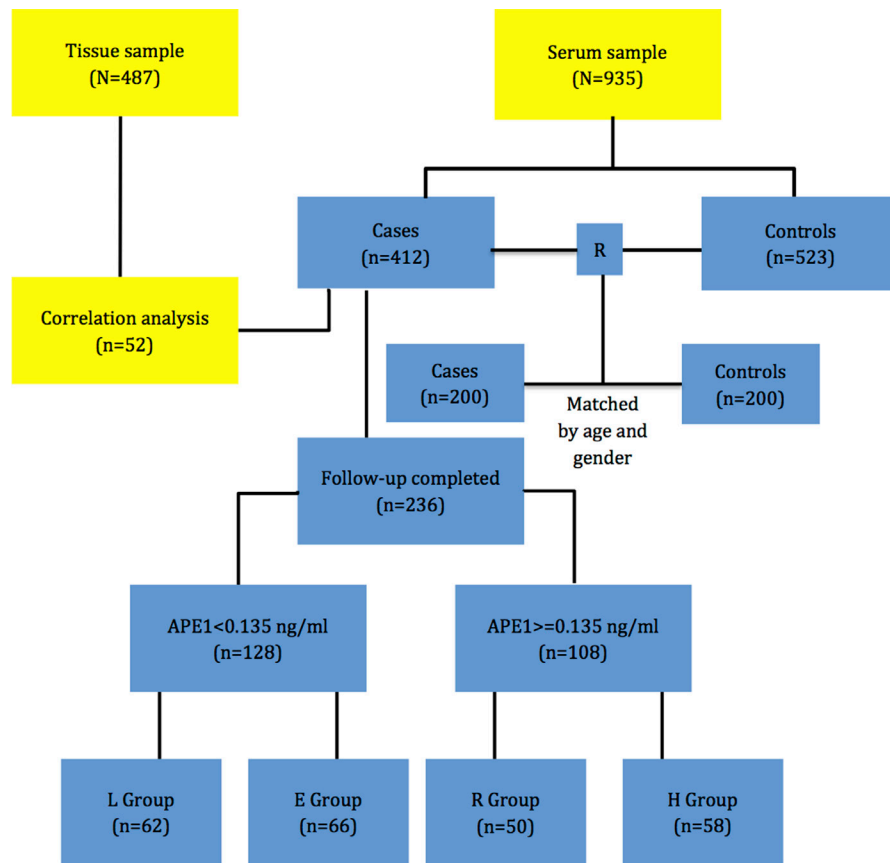 Tissue sample
(N=487)
Serum sample
(N=935)
Cases
(n=412)
R
Controls
(n=523)
Correlation analysis
(n=52)
Cases
(n=200)
Controls
(n=200)
Matched
by age and
gender
Follow-up completed
(n=236)
APE1<0.135 ng/ml
(n=128)
APE1>=0.135 ng/ml
(n=108)
L Group
(n=62)
E Group
(n=66)
R Group
(n=50)
H Group
(n=58)